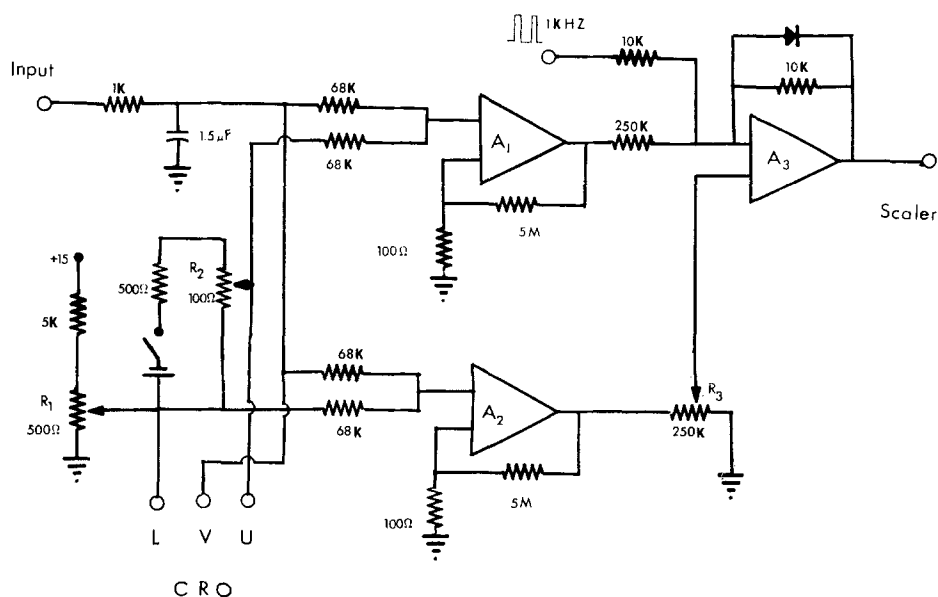 1KHZ
10K
10K
Input
1K
68K
1.5µF
68K
A1
250K
A3
Scaler
5M
100Ω
+15
500Ω
R2
100Ω
5K
68K
R1
500Ω
68K
A2
R3
250K
5M
100Ω
L V U
CRO